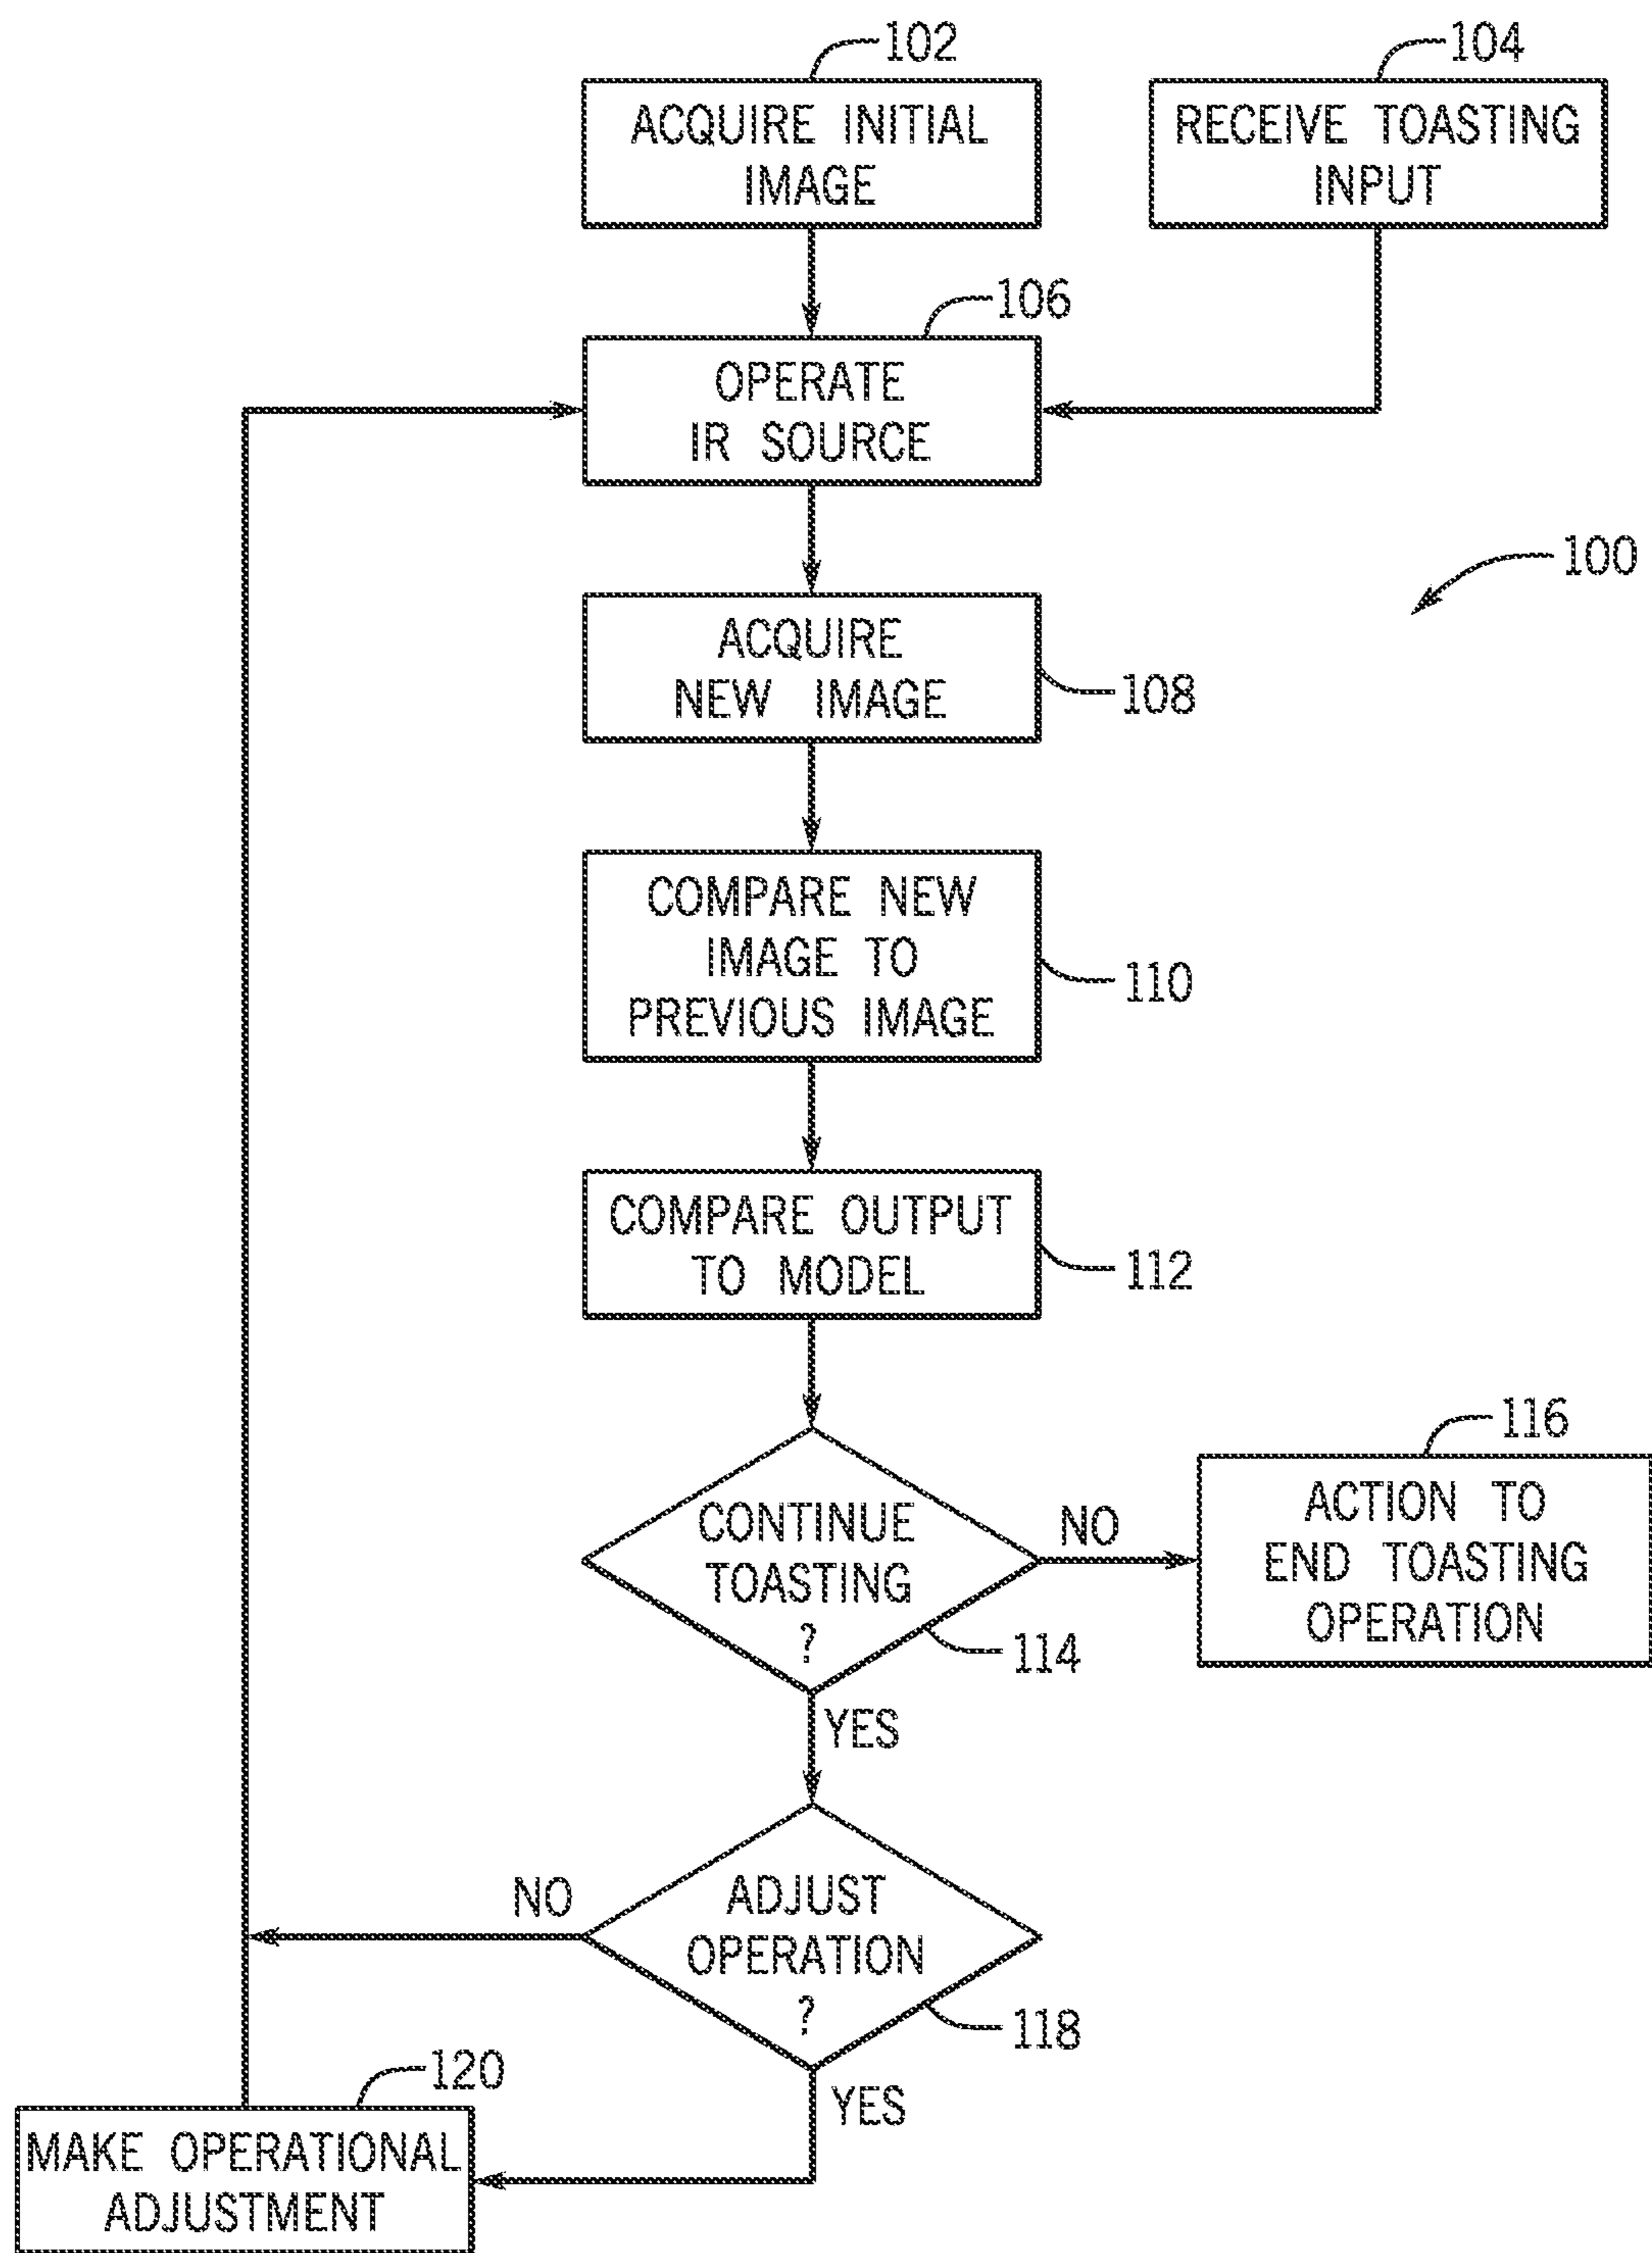 102
ACQUIRE INITIAL
IMAGE
104
RECEIVE TOASTING
INPUT
106
OPERATE
IR SOURCE
100
ACQUIRE
NEW IMAGE
108
COMPARE NEW
IMAGE TO
PREVIOUS IMAGE
110
COMPARE OUTPUT
TO MODEL
112
CONTINUE
TOASTING
?
114
NO
116
ACTION TO
END TOASTING
OPERATION
YES
ADJUST
OPERATION
?
118
NO
YES
120
MAKE OPERATIONAL
ADJUSTMENT